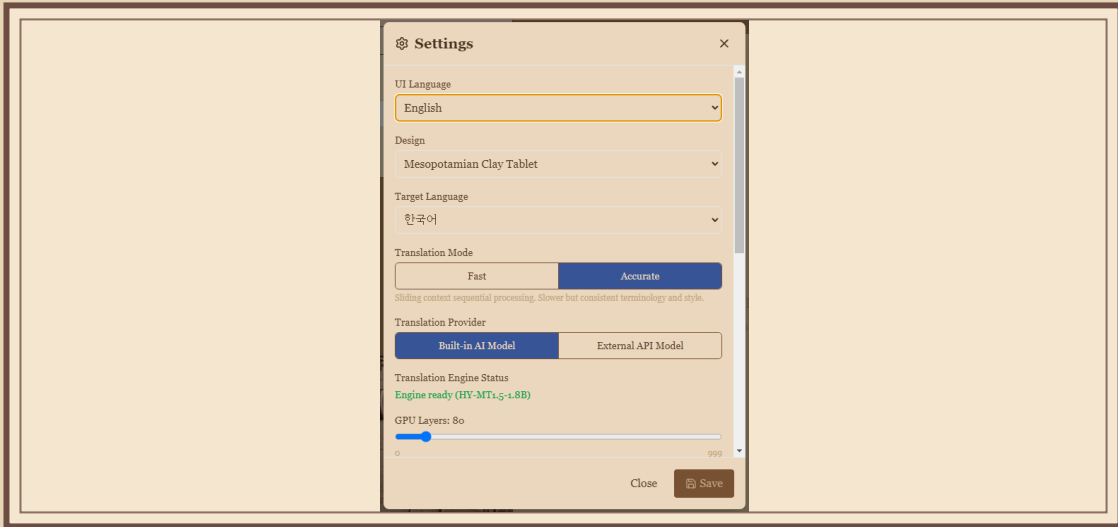 Settings
UI Language
English
Design
Mesopotamian Clay Tablet
Target Language
한국어
Translation Mode
Fast Accurate
Sliding context sequential processing. Slower but consistent terminology and style.
Translation Provider
Built-in AI Model External API Model
Translation Engine Status
Engine ready (HY-MT1.5-1.8B)
GPU Layers: 80
0 999
Close Save